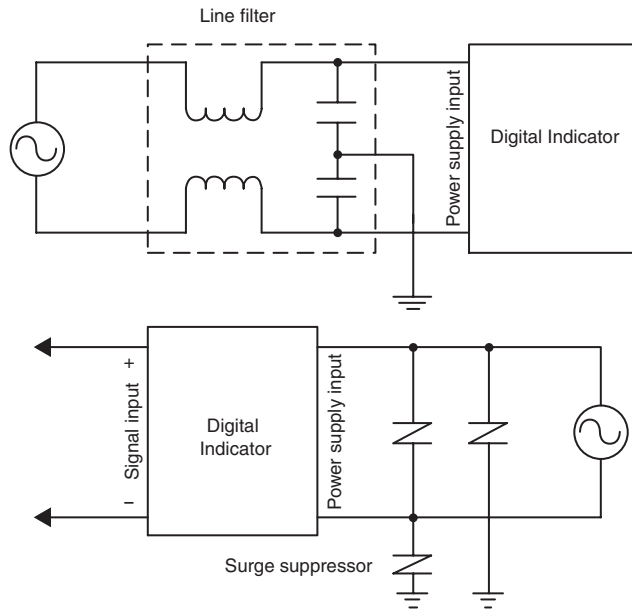 Line filter
Power supply input
Digital Indicator
+
Signal input
−
Digital
Indicator
Power supply input
Surge suppressor